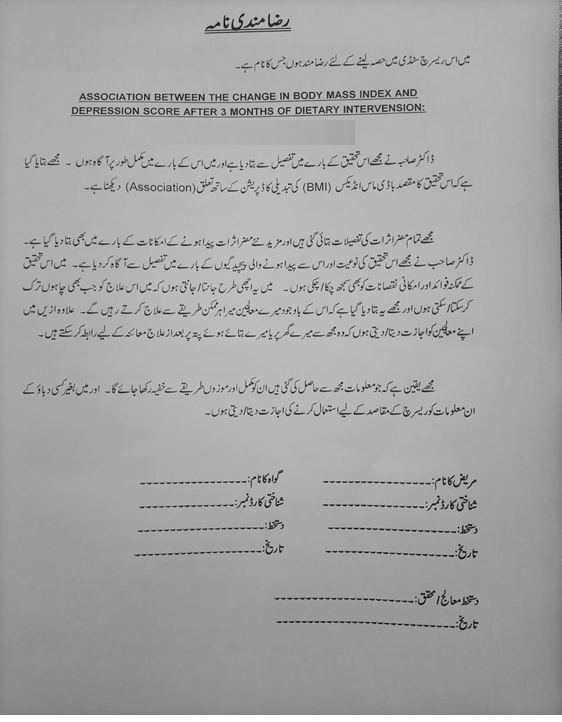 رضا مندی نامہ
میں اس ریسرچ سٹڈی میں حصہ لینے کے لئے رضا مند ہوں جس کا نام ہے۔
ASSOCIATION BETWEEN THE CHANGE IN BODY MASS INDEX AND
DEPRESSION SCORE AFTER 3 MONTHS OF DIETARY INTERVENSION:
ڈاکٹر صاحبہ نے مجھے اس تحقیق کے بارے میں تفصیل سے بتا دیا ہے اور میں اس کے بارے میں مکمل طور پر آگاہ ہوں ۔ مجھے بتایا گیا
ہے کہ اس تحقیق کا مقصد باڈی ماس انڈیکس (BMI) کی تبدیلی کا ڈپریشن کے ساتھ تعلق (Association) دیکھنا ہے۔
مجھے تمام مضر اثرات کی تفصیلات بتائی گئی ہیں اور مزید نئے مضر اثرات پیدا ہونے کے امکانات کے بارے میں بھی بتا دیا گیا ہے۔
ڈاکٹر صاحب نے مجھے اس تحقیق کی نوعیت اور اس سے پیدا ہونے والی پیچیدگیوں کے بارے میں تفصیل سے آگاہ کر دیا ہے۔ میں اس تحقیق
کے ممکنہ فوائد اور امکانی نقصانات کو بھی سمجھ چکا/چکی ہوں ۔ میں یہ اچھی طرح جانتا/جانتی ہوں کہ میں اس علاج کو جب بھی چاہوں ترک
کر سکتا/سکتی ہوں اور مجھے یہ بتا دیا گیا ہے کہ اس کے باوجود میرے معالجین میرا ہر ممکن طریقے سے علاج کرتے رہیں گے۔ علاوہ ازیں میں
اپنے معالجین کو اجازت دیتا/دیتی ہوں کہ وہ مجھ سے میرے گھر پر یا میرے بتائے ہوئے پتہ پر بعد از علاج معائنہ کے لیے رابطہ کر سکتے ہیں۔
مجھے یقین ہے کہ جو معلومات مجھ سے حاصل کی گئی ہیں ان کو مکمل اور موزوں طریقے سے خفیہ رکھا جائے گا۔ اور میں بغیر کسی دباؤ کے
ان معلومات کو ریسرچ کے مقاصد کے لیے استعمال کرنے کی اجازت دیتا/دیتی ہوں۔
مریض کا نام:------------------ گواہ کا نام:------------------
شناختی کارڈ نمبر:------------------ شناختی کارڈ نمبر:------------------
دستخط:------------------ دستخط:------------------
تاریخ:------------------ تاریخ:------------------
دستخط معالج/محقق:------------------
تاریخ:------------------